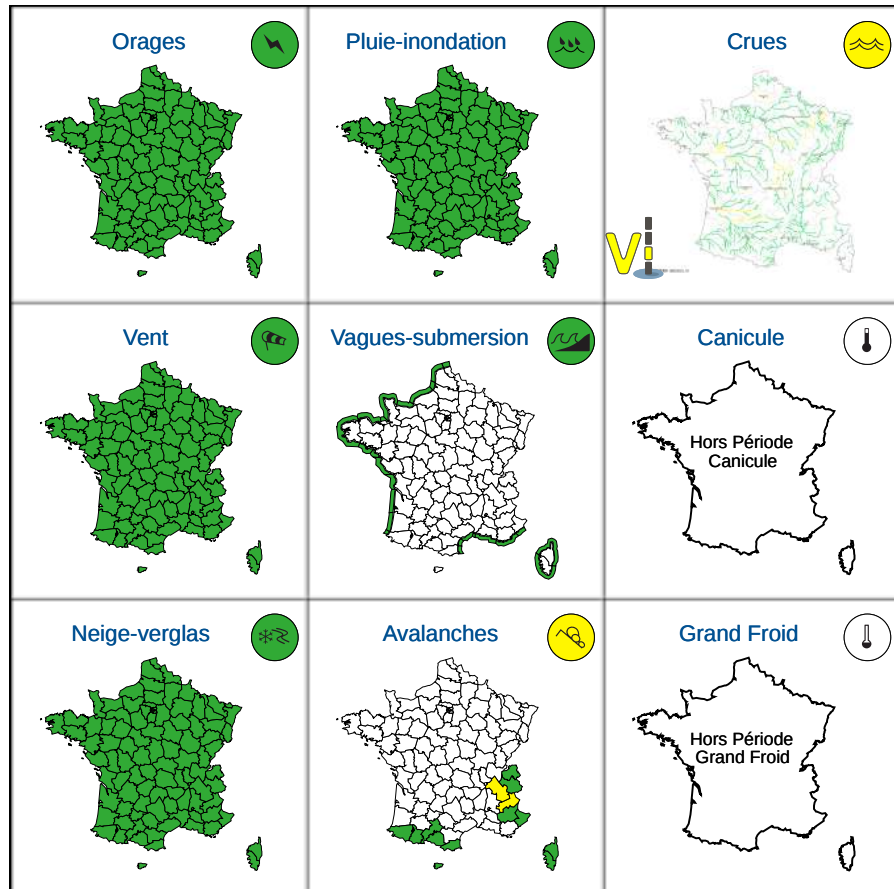 Orages
Pluie-inondation
Crues
Vi
Vent
Vagues-submersion
Canicule
Hors Période
Canicule
Neige-verglas
Avalanches
Grand Froid
Hors Période
Grand Froid